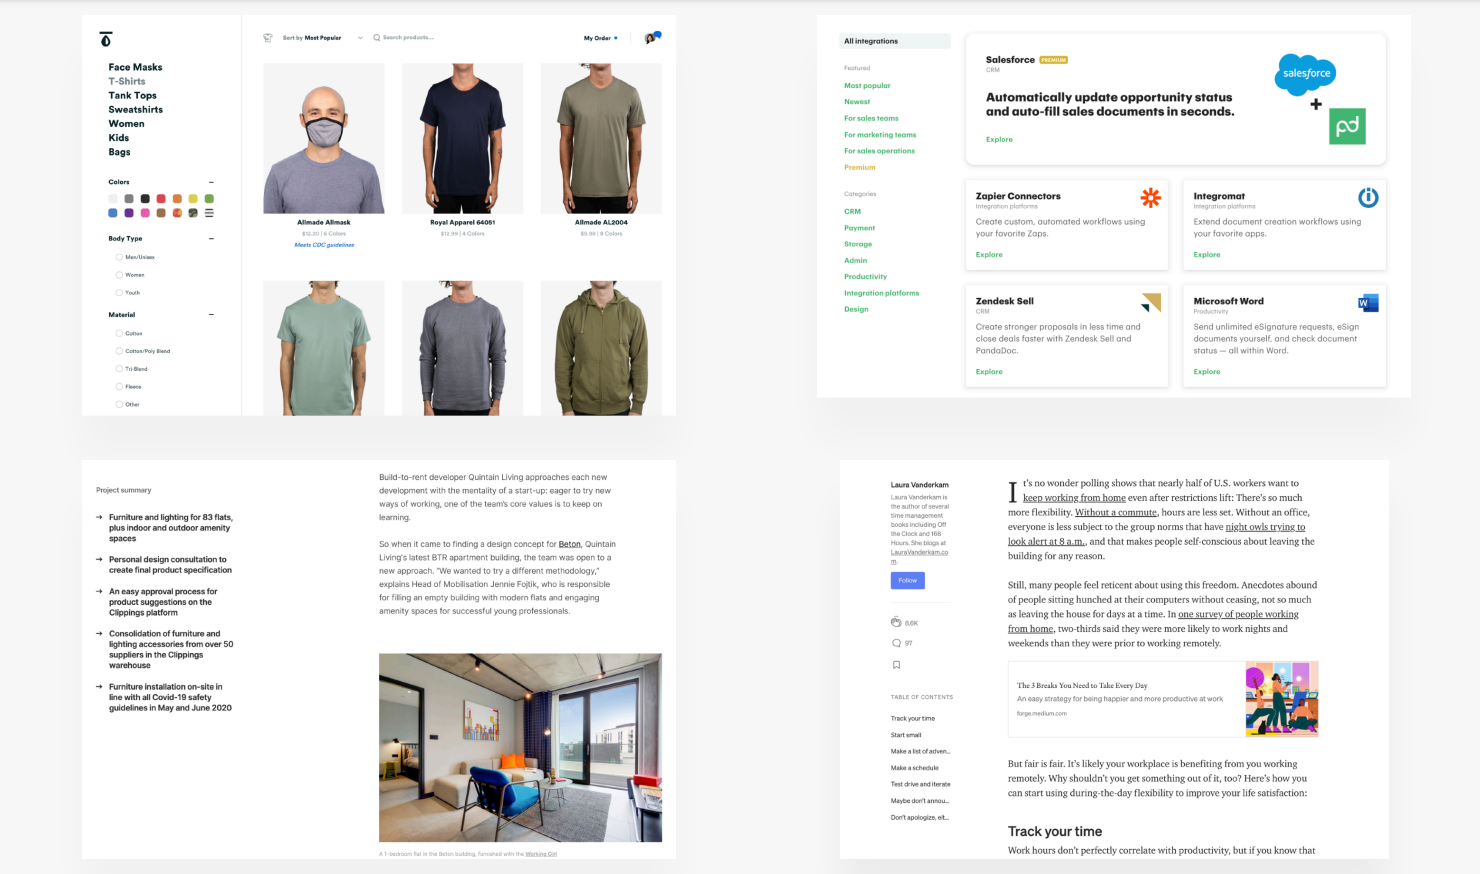 Face Masks
T-Shirts
Tank Tops
Sweatshirts
Women
Kids
Bags
Colors
Body Type
Men/Unisex
Women
Youth
Material
Cotton
Cotton/Poly Blend
Tri-Blend
Fleece
Other
Sort by Most Popular
Search products...
My Order
Allmade Allmask
$12.20 | 6 Colors
Meets CDC guidelines
Royal Apparel 64051
$12.99 | 4 Colors
Allmade AL2004
$9.99 | 9 Colors
All integrations
Featured
Most popular
Newest
For sales teams
For marketing teams
For sales operations
Premium
Categories
CRM
Payment
Storage
Admin
Productivity
Integration platforms
Design
Salesforce PREMIUM
CRM
Automatically update opportunity status
and auto-fill sales documents in seconds.
Explore
salesforce
+
pd
Zapier Connectors
Integration platforms
Create custom, automated workflows using
your favorite Zaps.
Explore
Integromat
Integration platforms
Extend document creation workflows using
your favorite apps.
Explore
Zendesk Sell
CRM
Create stronger proposals in less time and
close deals faster with Zendesk Sell and
PandaDoc.
Explore
Microsoft Word
Productivity
W
Send unlimited eSignature requests, eSign
documents yourself, and check document
status — all within Word.
Explore
Project summary
→ Furniture and lighting for 83 flats,
plus indoor and outdoor amenity
spaces
→ Personal design consultation to
create final product specification
→ An easy approval process for
product suggestions on the
Clippings platform
→ Consolidation of furniture and
lighting accessories from over 50
suppliers in the Clippings
warehouse
→ Furniture installation on-site in
line with all Covid-19 safety
guidelines in May and June 2020
Build-to-rent developer Quintain Living approaches each new
development with the mentality of a start-up: eager to try new
ways of working, one of the team's core values is to keep on
learning.
So when it came to finding a design concept for Beton, Quintain
Living's latest BTR apartment building, the team was open to a
new approach. "We wanted to try a different methodology,"
explains Head of Mobilisation Jennie Fojtik, who is responsible
for filling an empty building with modern flats and engaging
amenity spaces for successful young professionals.
A 1-bedroom flat in the Beton building, furnished with the Working Girl
Laura Vanderkam
Laura Vanderkam is
the author of several
time management
books including Off
the Clock and 168
Hours. She blogs at
LauraVanderkam.co
m.
Follow
6.6K
97
TABLE OF CONTENTS
Track your time
Start small
Make a list of adven...
Make a schedule
Test drive and iterate
Maybe don't annou...
Don't apologize, eit...
It's no wonder polling shows that nearly half of U.S. workers want to
keep working from home even after restrictions lift: There's so much
more flexibility. Without a commute, hours are less set. Without an office,
everyone is less subject to the group norms that have night owls trying to
look alert at 8 a.m., and that makes people self-conscious about leaving the
building for any reason.
Still, many people feel reticent about using this freedom. Anecdotes abound
of people sitting hunched at their computers without ceasing, not so much
as leaving the house for days at a time. In one survey of people working
from home, two-thirds said they were more likely to work nights and
weekends than they were prior to working remotely.
The 3 Breaks You Need to Take Every Day
An easy strategy for being happier and more productive at work
forge.medium.com
But fair is fair. It's likely your workplace is benefiting from you working
remotely. Why shouldn't you get something out of it, too? Here's how you
can start using during-the-day flexibility to improve your life satisfaction:
Track your time
Work hours don't perfectly correlate with productivity, but if you know that